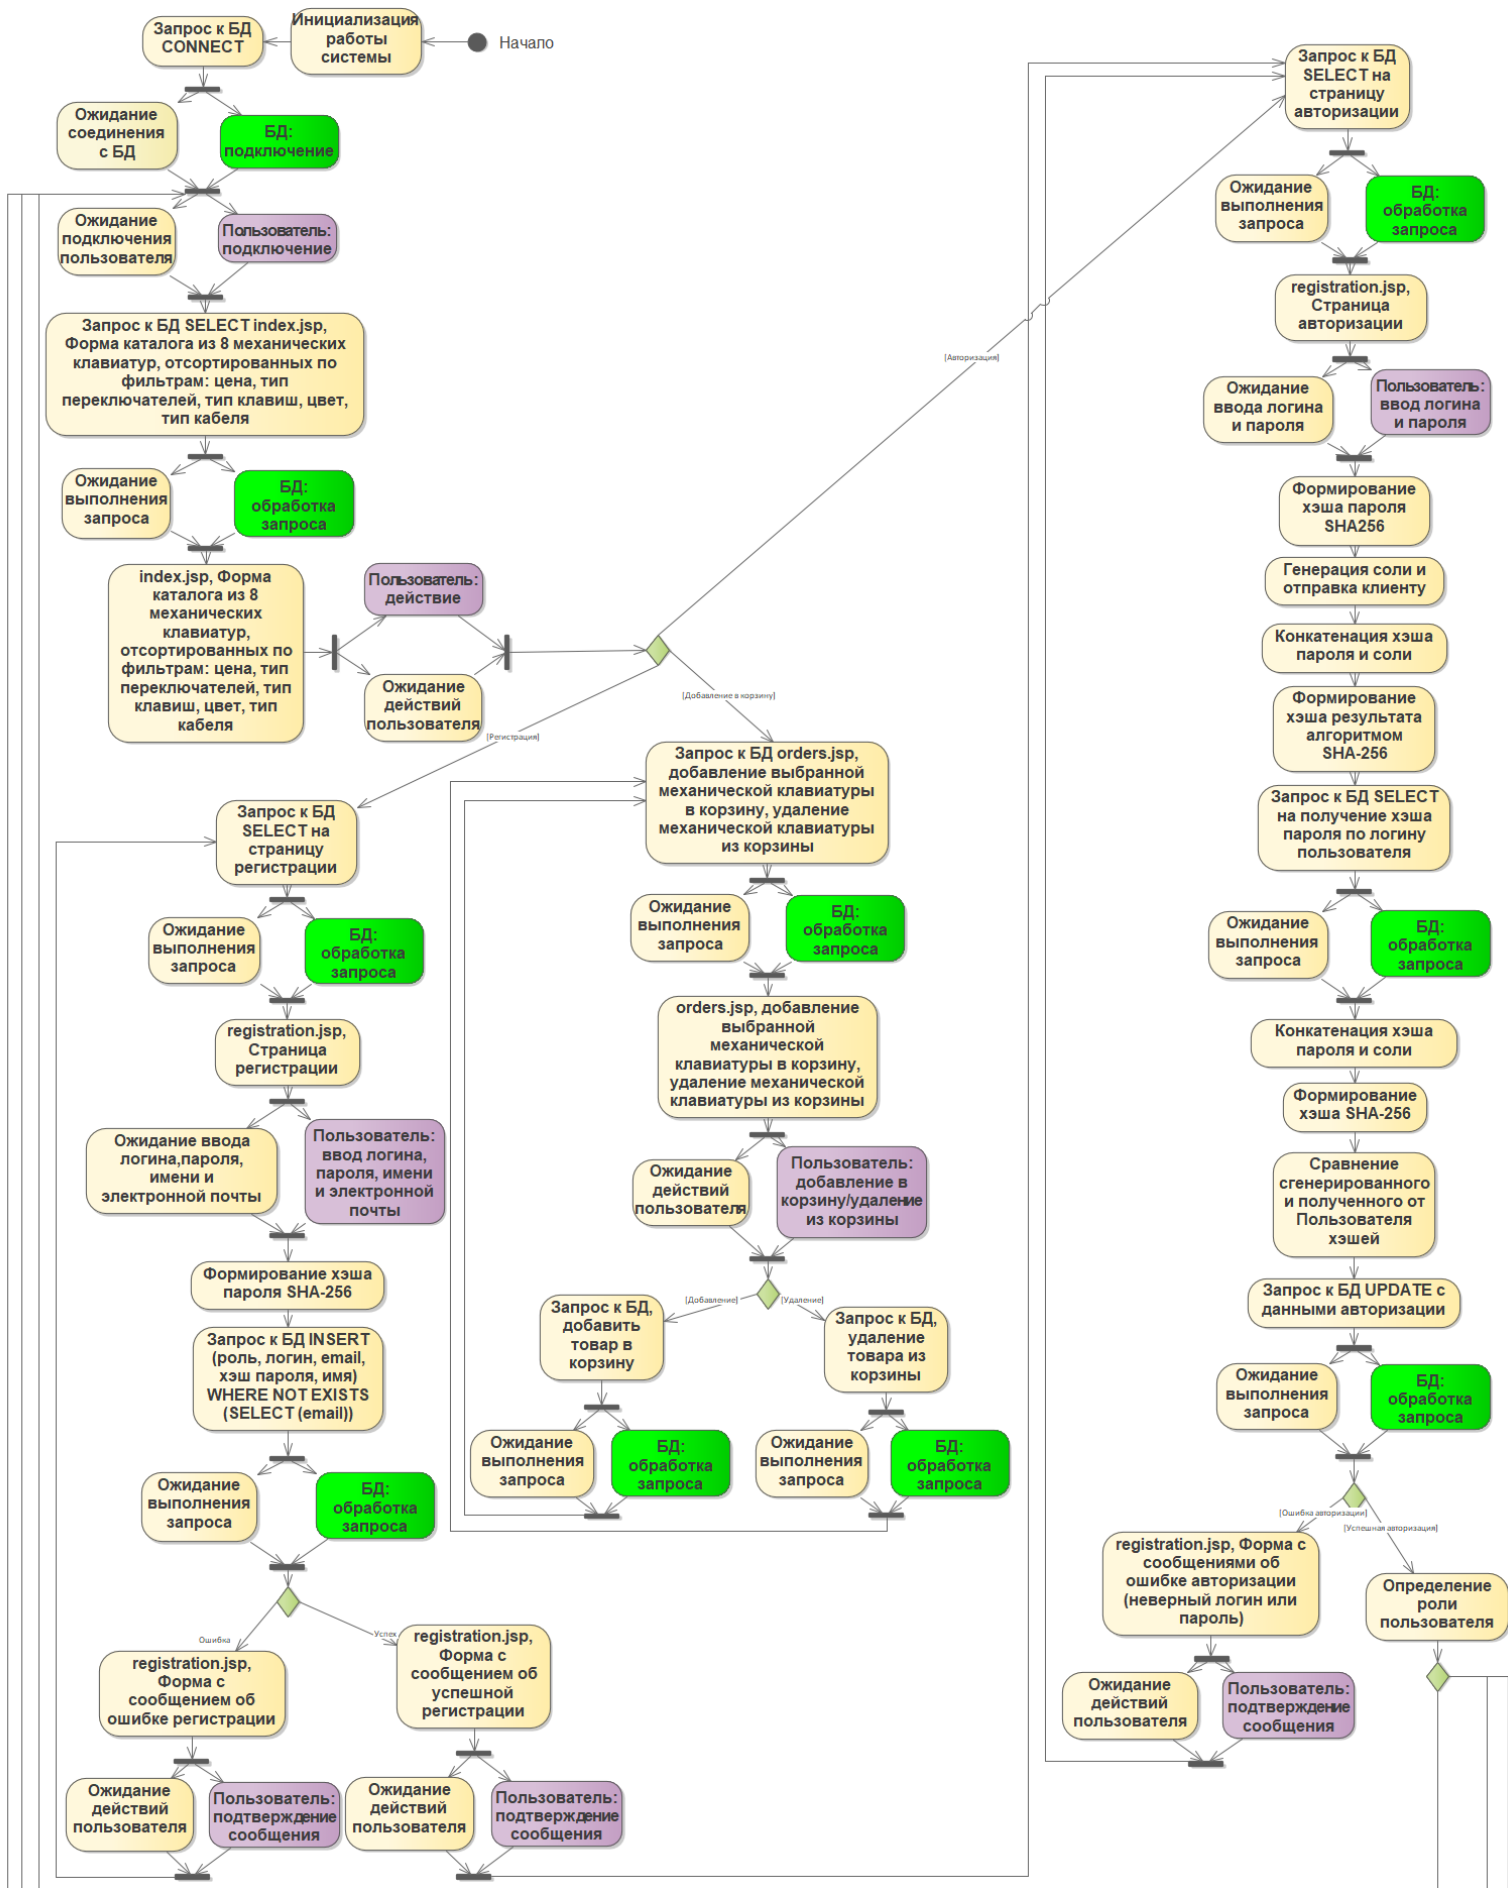 Запрос к БД
CONNECT
Инициализация
работы
системы
Начало
Ожидание
соединения
с БД
БД:
подключение
Ожидание
подключения
пользователя
Пользователь:
подключение
Запрос к БД SELECT index.jsp,
Форма каталога из 8 механических
клавиатур, отсортированных по
фильтрам: цена, тип
переключателей, тип клавиш, цвет,
тип кабеля
Ожидание
выполнения
запроса
БД:
обработка
запроса
index.jsp, Форма
каталога из 8
механических
клавиатур,
отсортированных по
фильтрам: цена, тип
переключателей, тип
клавиш, цвет, тип
кабеля
Пользователь:
действие
Ожидание
действий
пользователя
[Авторизация]
[Добавление в корзину]
[Регистрация]
Запрос к БД
SELECT на
страницу
регистрации
Ожидание
выполнения
запроса
БД:
обработка
запроса
registration.jsp,
Страница
регистрации
Ожидание ввода
логина,пароля,
имени и
электронной почты
Пользователь:
ввод логина,
пароля, имени
и электронной
почты
Формирование хэша
пароля SHA-256
Запрос к БД INSERT
(роль, логин, email,
хэш пароля, имя)
WHERE NOT EXISTS
(SELECT (email))
Ожидание
выполнения
запроса
БД:
обработка
запроса
Ошибка
Успех
registration.jsp,
Форма с
сообщением об
ошибке регистрации
registration.jsp,
Форма с
сообщением об
успешной
регистрации
Ожидание
действий
пользователя
Пользователь:
подтверждение
сообщения
Ожидание
действий
пользователя
Пользователь:
подтверждение
сообщения
Запрос к БД orders.jsp,
добавление выбранной
механической клавиатуры
в корзину, удаление
механической клавиатуры
из корзины
Ожидание
выполнения
запроса
БД:
обработка
запроса
orders.jsp, добавление
выбранной
механической
клавиатуры в корзину,
удаление механической
клавиатуры из корзины
Ожидание
действий
пользователя
Пользователь:
добавление в
корзину/удаление
из корзины
[Добавление]
[Удаление]
Запрос к БД,
добавить
товар в
корзину
Запрос к БД,
удаление
товара из
корзины
Ожидание
выполнения
запроса
БД:
обработка
запроса
Ожидание
выполнения
запроса
БД:
обработка
запроса
Запрос к БД
SELECT на
страницу
авторизации
Ожидание
выполнения
запроса
БД:
обработка
запроса
registration.jsp,
Страница
авторизации
Ожидание
ввода логина
и пароля
Пользователь:
ввод логина
и пароля
Формирование
хэша пароля
SHA256
Генерация соли и
отправка клиенту
Конкатенация хэша
пароля и соли
Формирование
хэша результата
алгоритмом
SHA-256
Запрос к БД SELECT
на получение хэша
пароля по логину
пользователя
Ожидание
выполнения
запроса
БД:
обработка
запроса
Конкатенация хэша
пароля и соли
Формирование
хэша SHA-256
Сравнение
сгенерированного
и полученного от
Пользователя
хэшей
Запрос к БД UPDATE с
данными авторизации
Ожидание
выполнения
запроса
БД:
обработка
запроса
[Ошибка авторизации]
[Успешная авторизация]
registration.jsp, Форма с
сообщениями об
ошибке авторизации
(неверный логин или
пароль)
Определение
роли
пользователя
Ожидание
действий
пользователя
Пользователь:
подтверждение
сообщения